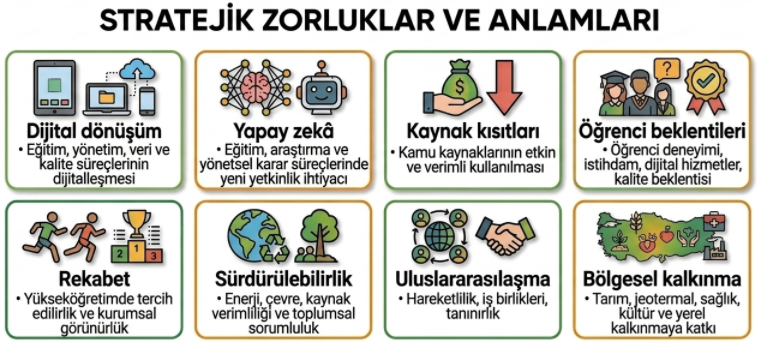 STRATEJİK ZORLUKLAR VE ANLAMLARI
Dijital dönüşüm
• Eğitim, yönetim, veri ve
kalite süreçlerinin
dijitalleşmesi
Yapay zekâ
• Eğitim, araştırma ve
yönetsel karar süreçlerinde
yeni yetkinlik ihtiyacı
$
Kaynak kısıtları
• Kamu kaynaklarının etkin
ve verimli kullanılması
?
Öğrenci beklentileri
• Öğrenci deneyimi,
istihdam, dijital hizmetler,
kalite beklentisi
2 1 3
Rekabet
• Yükseköğretimde tercih
edilirlik ve kurumsal
görünürlük
Sürdürülebilirlik
• Enerji, çevre, kaynak
verimliliği ve toplumsal
sorumluluk
Uluslararasılaşma
• Hareketlilik, iş birlikleri,
tanınırlık
Bölgesel kalkınma
• Tarım, jeotermal, sağlık,
kültür ve yerel
kalkınmaya katkı